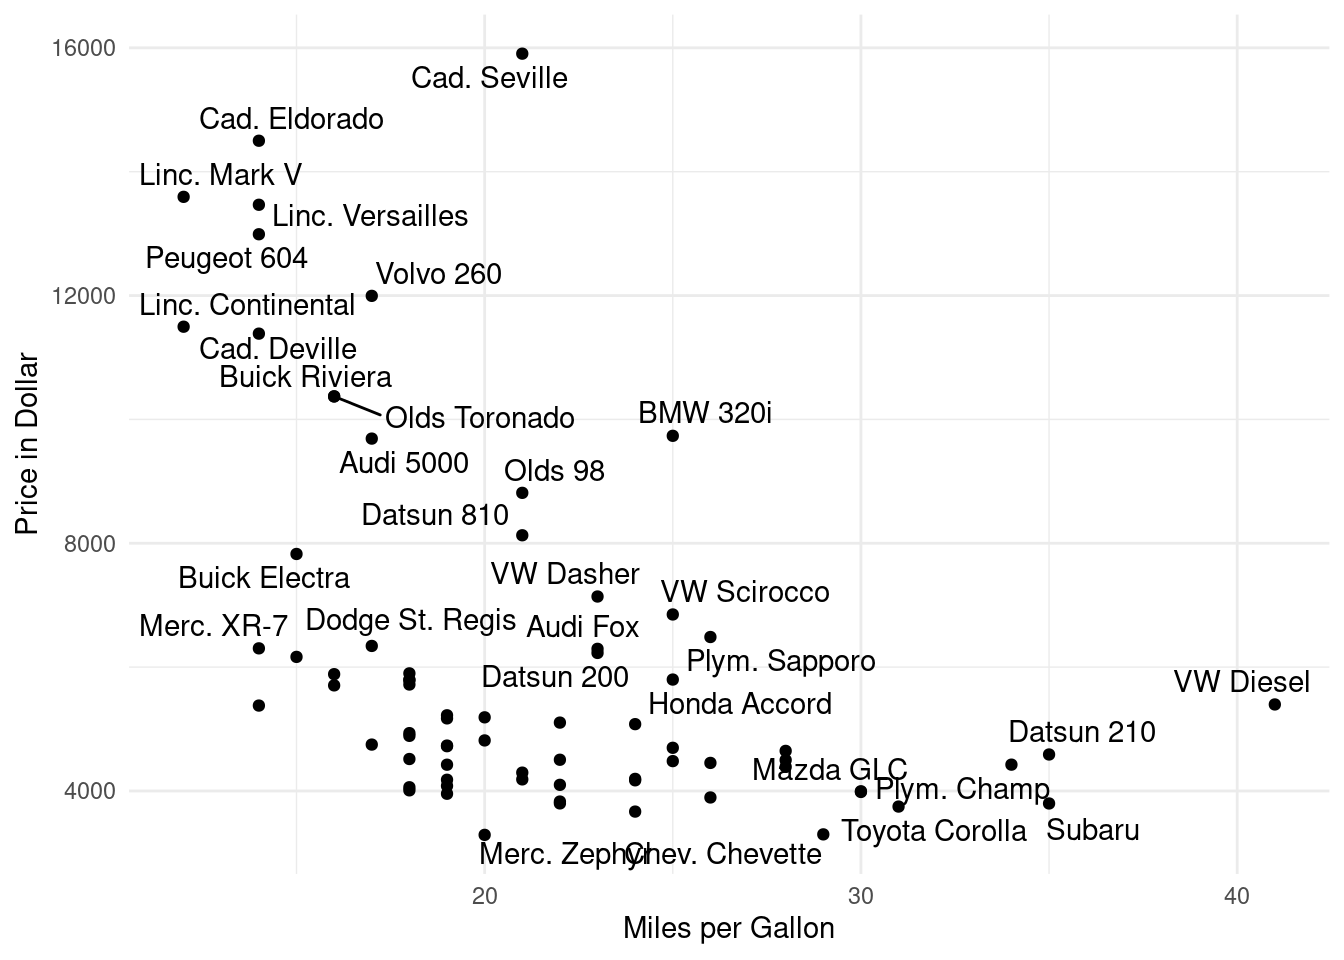 16000
Cad. Seville
Cad. Eldorado
Linc. Mark V
Linc. Versailles
Peugeot 604
Volvo 260
12000
Linc. Continental
Cad. Deville
Buick Riviera
Olds Toronado
BMW 320i
Audi 5000
Olds 98
Datsun 810
8000
Buick Electra
VW Dasher
VW Scirocco
Merc. XR-7
Dodge St. Regis
Audi Fox
Plym. Sapporo
Datsun 200
VW Diesel
Honda Accord
Datsun 210
Mazda GLC
Plym. Champ
4000
Toyota Corolla
Subaru
Merc. Zephyr
Chev. Chevette
20
30
40
Miles per Gallon
Price in Dollar